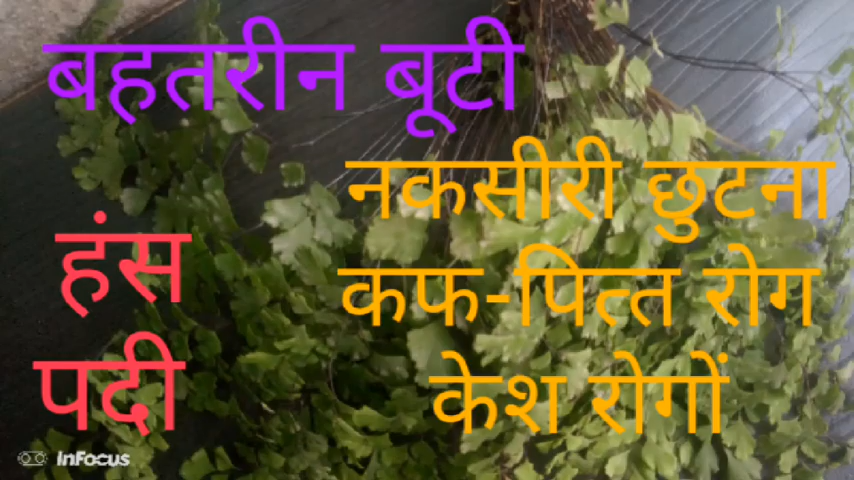 बहतरीन बूटी
नकसीरी छुटना
हंस
कफ-पित्त रोग
पदी
केश रोगों
InFocus